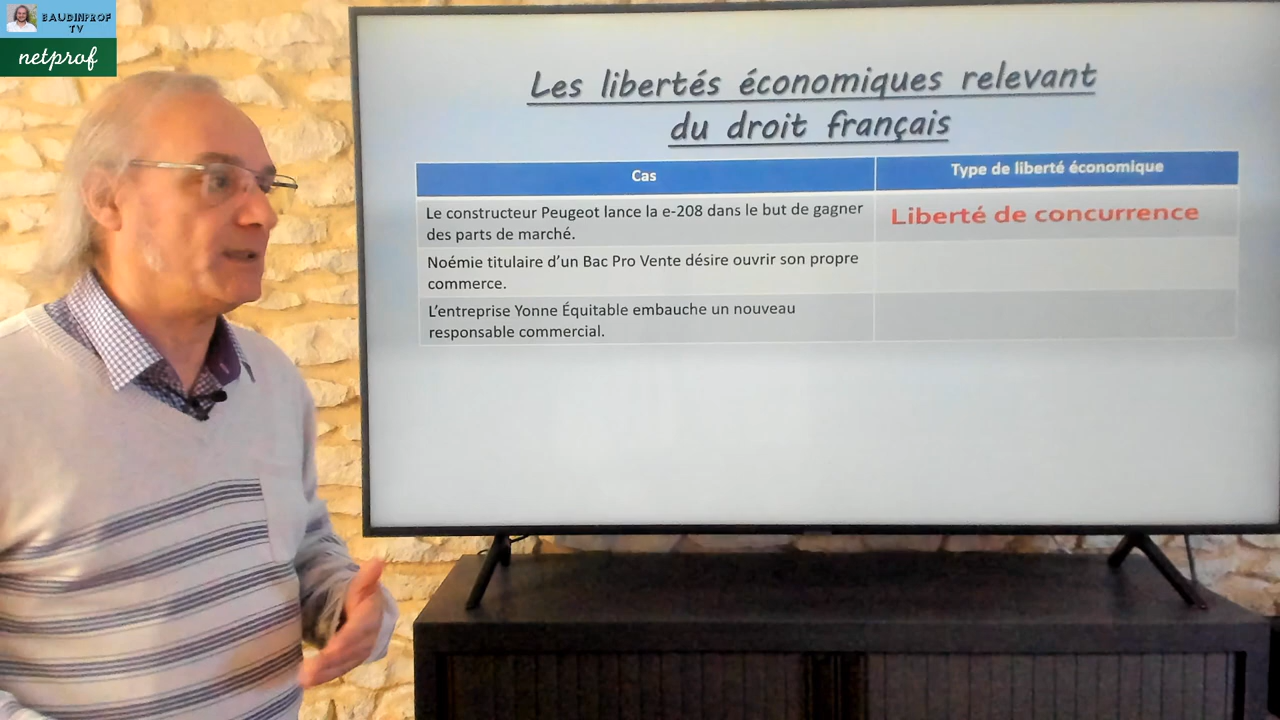 BAUDINPROF
TV
netprof
Les libertés économiques relevant
du droit français
Cas
Type de liberté économique
Le constructeur Peugeot lance la e-208 dans le but de gagner
des parts de marché.
Liberté de concurrence
Noémie titulaire d'un Bac Pro Vente désire ouvrir son propre
commerce.
L'entreprise Yonne Équitable embauche un nouveau
responsable commercial.